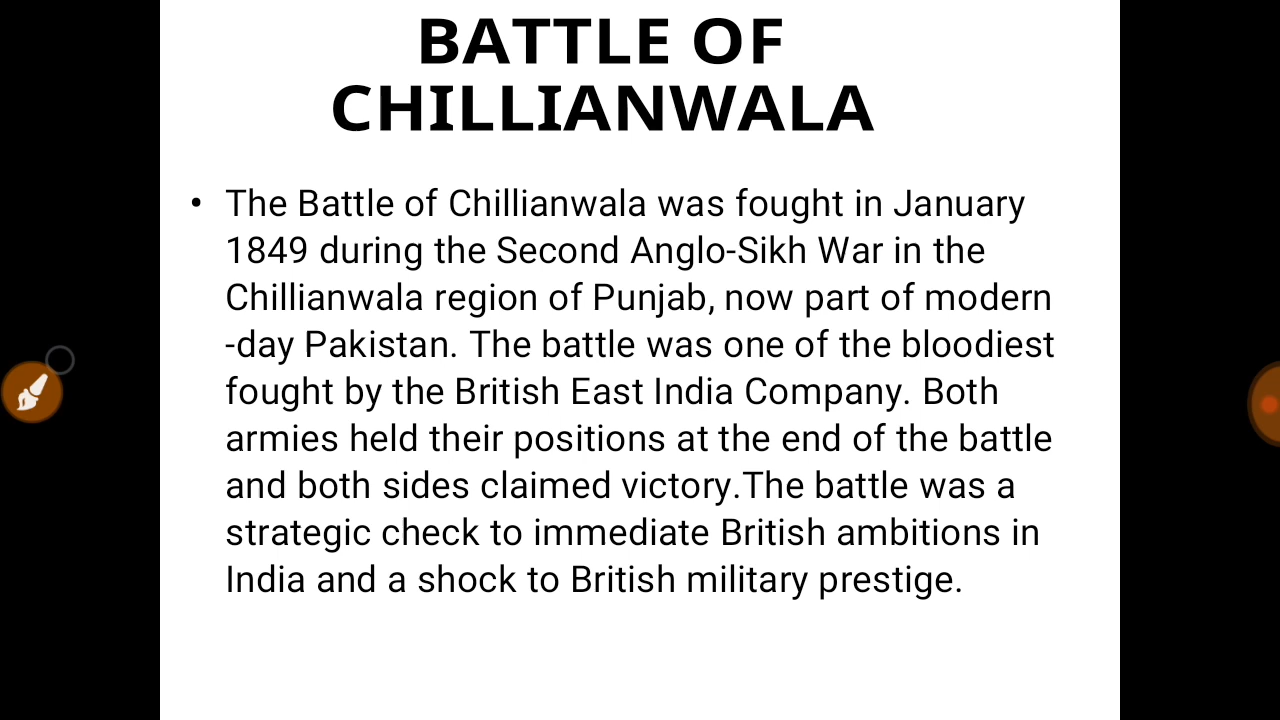 BATTLE OF
CHILLIANWALA
• The Battle of Chillianwala was fought in January
1849 during the Second Anglo-Sikh War in the
Chillianwala region of Punjab, now part of modern
-day Pakistan. The battle was one of the bloodiest
fought by the British East India Company. Both
armies held their positions at the end of the battle
and both sides claimed victory.The battle was a
strategic check to immediate British ambitions in
India and a shock to British military prestige.